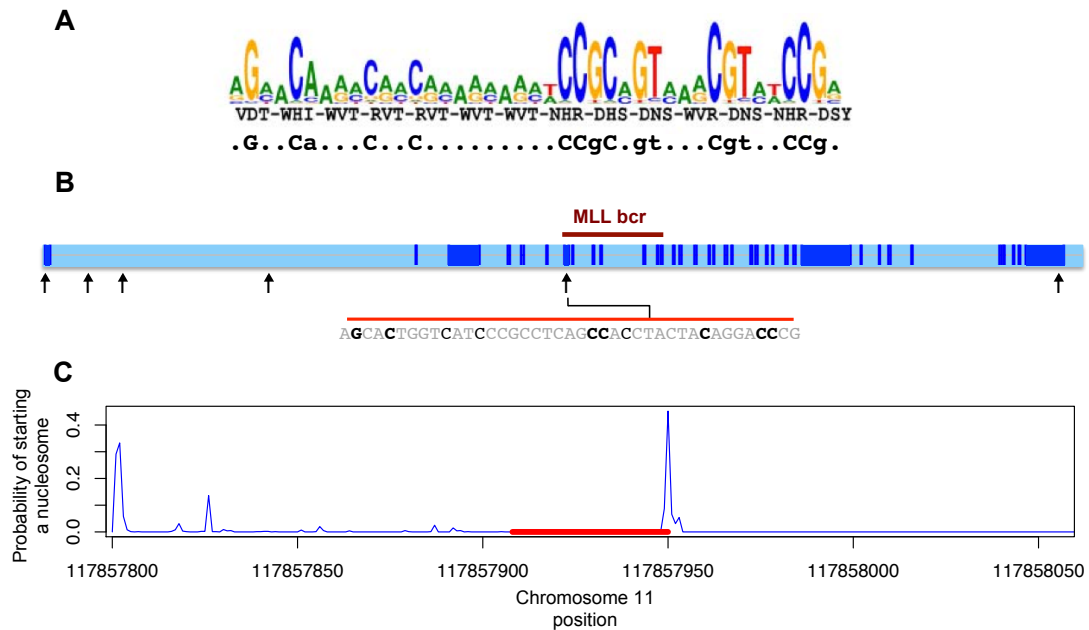 A
VDT-WHI-WVT-RVT-RVT-WVT-WVT-NHR-DHS-DNS-WVR-DNS-NHR-DSY
.G..Ca...C..C.........CCgC.gt...Cgt..CCg.
B
MLL bcr
AGCACTGGTCATCCCGCCTCAGCCACCTACTACAGGACCCG
C
Probability of starting
a nucleosome
0.4
0.2
0.0
117857800 117857850 117857900 117857950 117858000 117858050
Chromosome 11
position